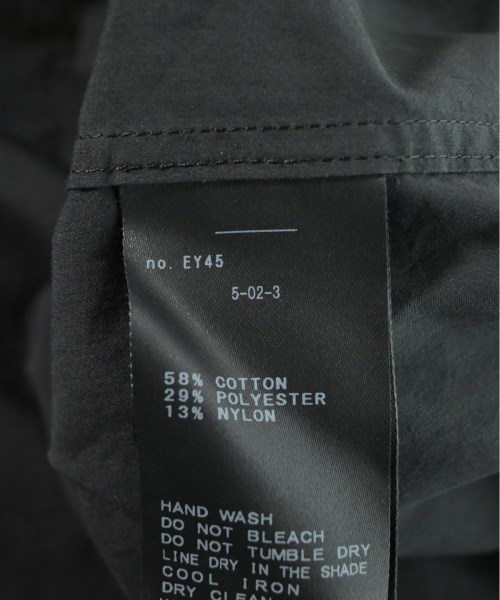 no. EY45
5-02-3
58% COTTON
29% POLYESTER
13% NYLON
HAND WASH
DO NOT BLEACH
DO NOT TUMBLE DRY
LINE DRY IN THE SHADE
COOL IRON
DRY CLEAN